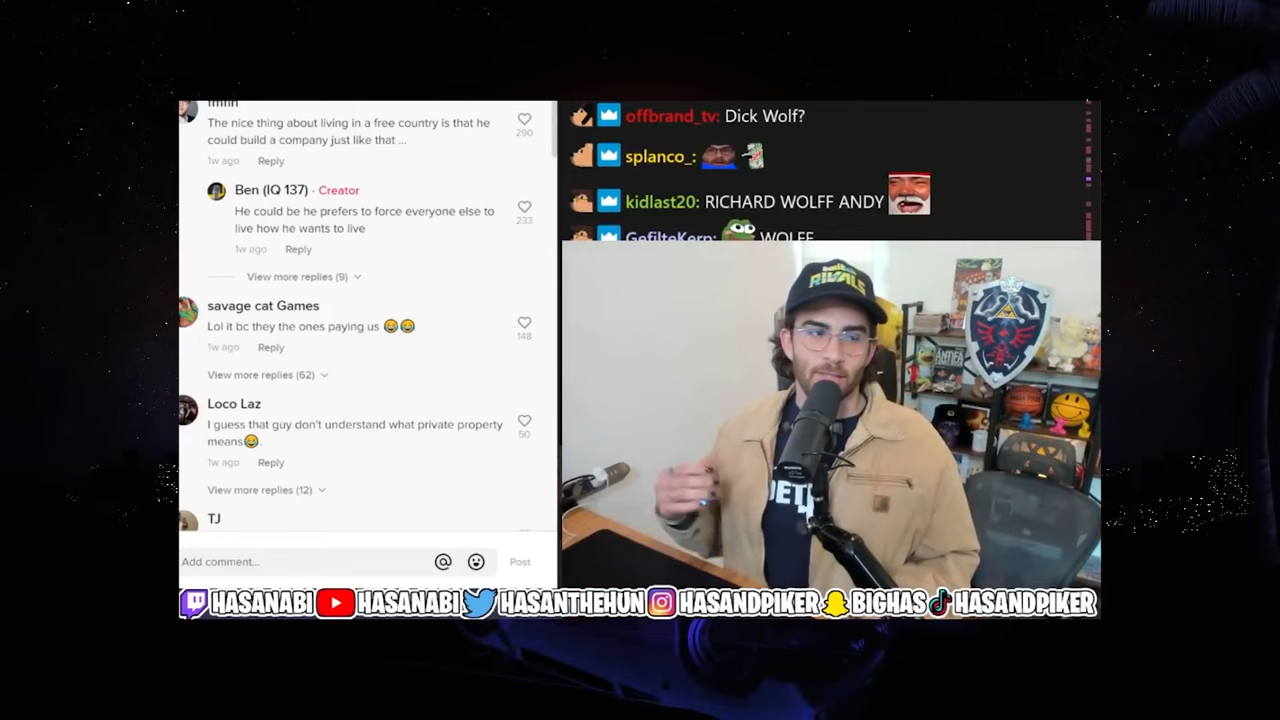 The nice thing about living in a free country is that he
could build a company just like that ...
290
1w ago Reply
Ben (IQ 137) · Creator
He could be he prefers to force everyone else to
live how he wants to live
233
1w ago Reply
View more replies (9)
savage cat Games
Lol it bc they the ones paying us 😂😂
148
1w ago Reply
View more replies (62)
Loco Laz
I guess that guy don't understand what private property
means😂.
50
1w ago Reply
View more replies (12)
TJ
Add comment...
Post
offbrand_tv: Dick Wolf?
splanco_:
kidlast20: RICHARD WOLFF ANDY
GefilteKerp: WOLFF
RIVALS
ANTIFA
HASANABI HASANABI HASANTHEHUN HASANDPIKER BIGHAS HASANDPIKER